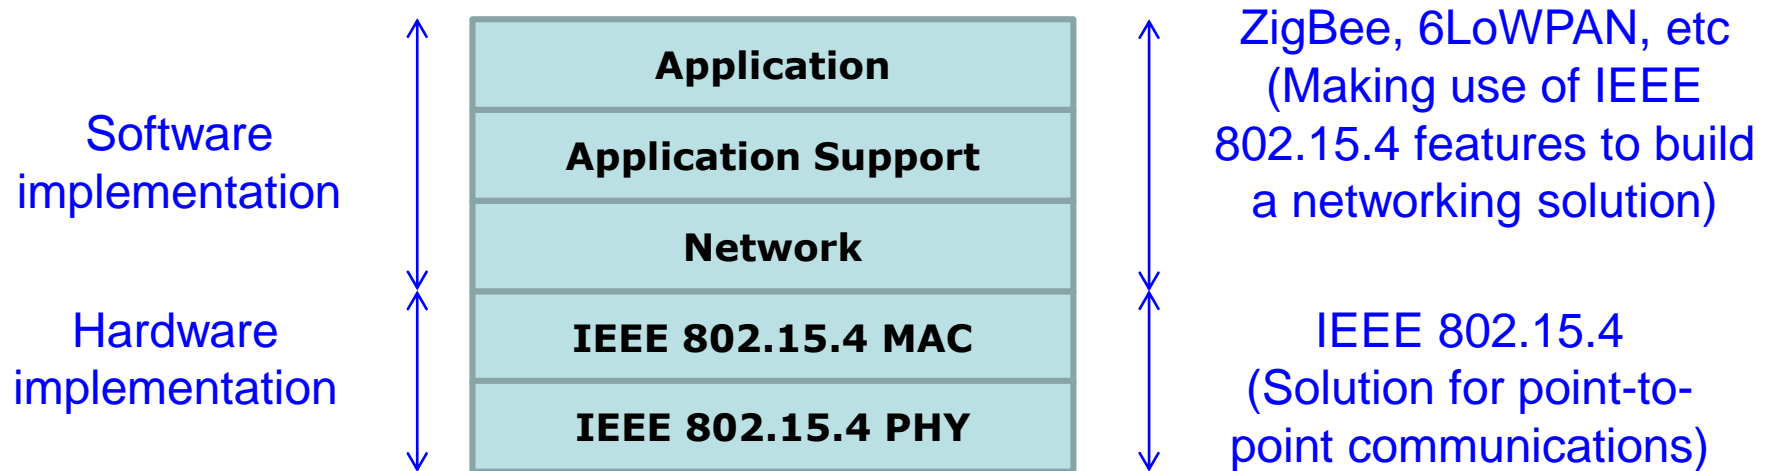 Software
implementation
Hardware
implementation
Application
Application Support
Network
IEEE 802.15.4 MAC
IEEE 802.15.4 PHY
ZigBee, 6LoWPAN, etc
(Making use of IEEE
802.15.4 features to build
a networking solution)
IEEE 802.15.4
(Solution for point-to-
point communications)